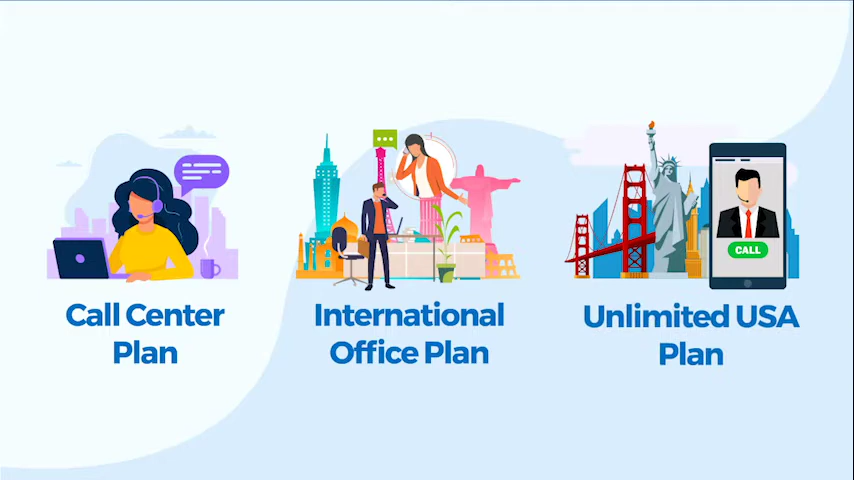 Call Center
Plan
International
Office Plan
Unlimited USA
Plan
CALL